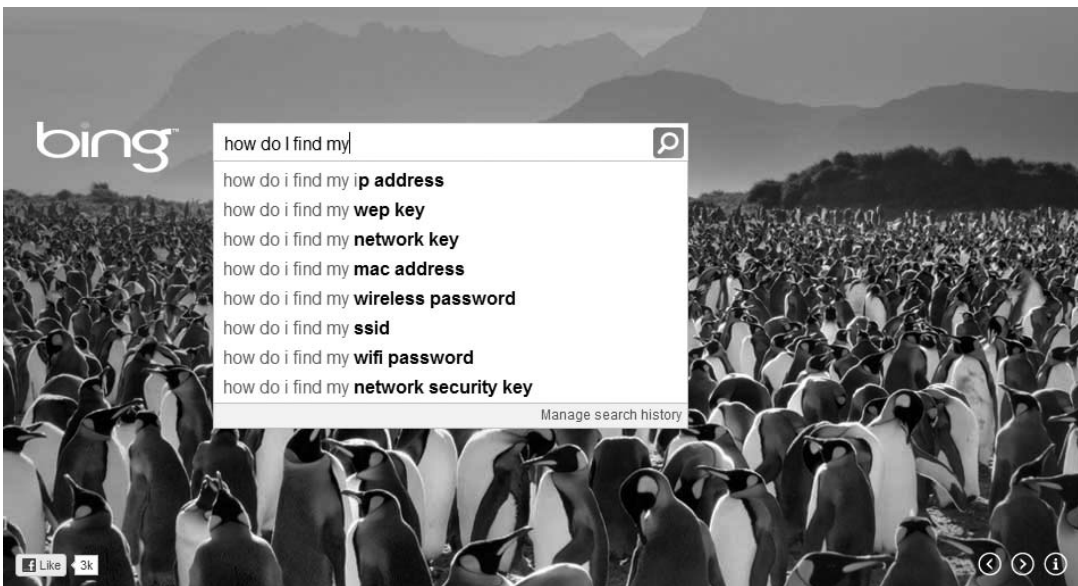 bing™
how do I find my
how do i find my ip address
how do i find my wep key
how do i find my network key
how do i find my mac address
how do i find my wireless password
how do i find my ssid
how do i find my wifi password
how do i find my network security key
Manage search history
Like 3k